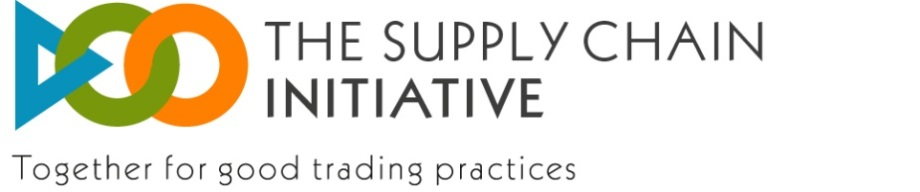 THE SUPPLY CHAIN
INITIATIVE
Together for good trading practices